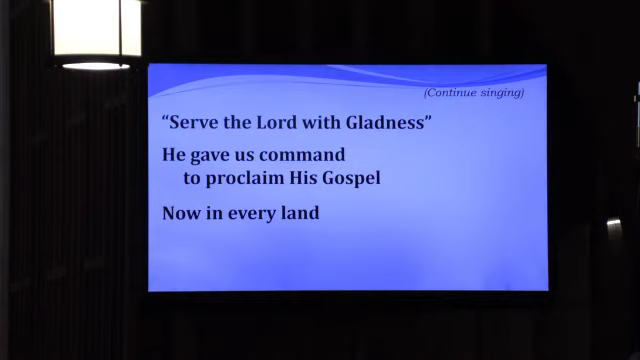 (Continue singing)
“Serve the Lord with Gladness”
He gave us command
to proclaim His Gospel
Now in every land